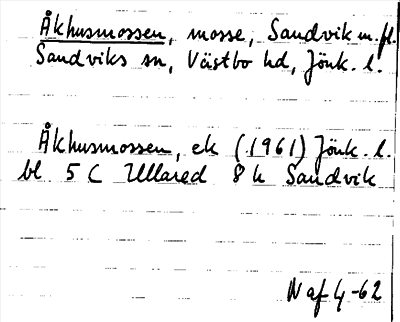 Åkhusmossen, mosse, Sandvik m.fl.
Sandviks sn, Västbo hd, Jönk. l.
Åkhusmossen, ek (1961) Jönk. l.
bl 5 C Ullared 8 h Sandvik
N af 4-62